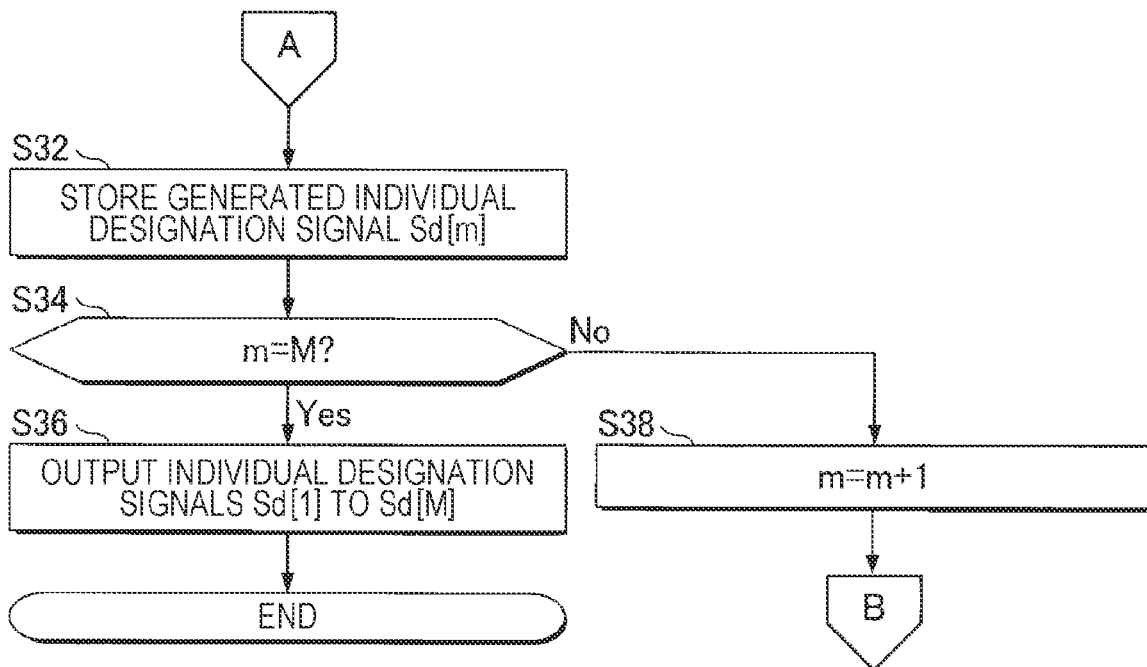 A
S32
STORE GENERATED INDIVIDUAL
DESIGNATION SIGNAL Sd[m]
S34
m=M?
No
Yes
S36
OUTPUT INDIVIDUAL DESIGNATION
SIGNALS Sd[1] TO Sd[M]
S38
m=m+1
END
B